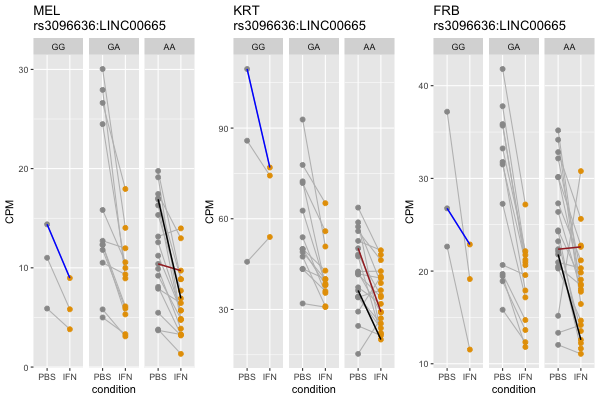 MEL
rs3096636:LINC00665
GG GA AA
30
20
10
0
CPM
PBS IFN PBS IFN PBS IFN
condition
KRT
rs3096636:LINC00665
GG GA AA
90
60
30
CPM
PBS IFN PBS IFN PBS IFN
condition
FRB
rs3096636:LINC00665
GG GA AA
40
30
20
10
CPM
PBS IFN PBS IFN PBS IFN
condition